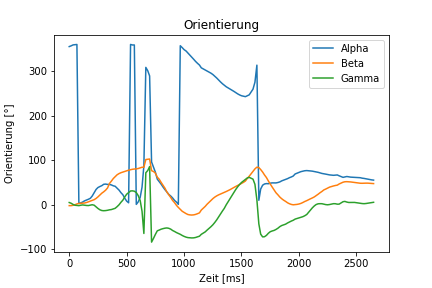 Orientierung
Alpha
Beta
Gamma
Orientierung [°]
300
200
100
0
−100
0
500
1000
1500
2000
2500
Zeit [ms]